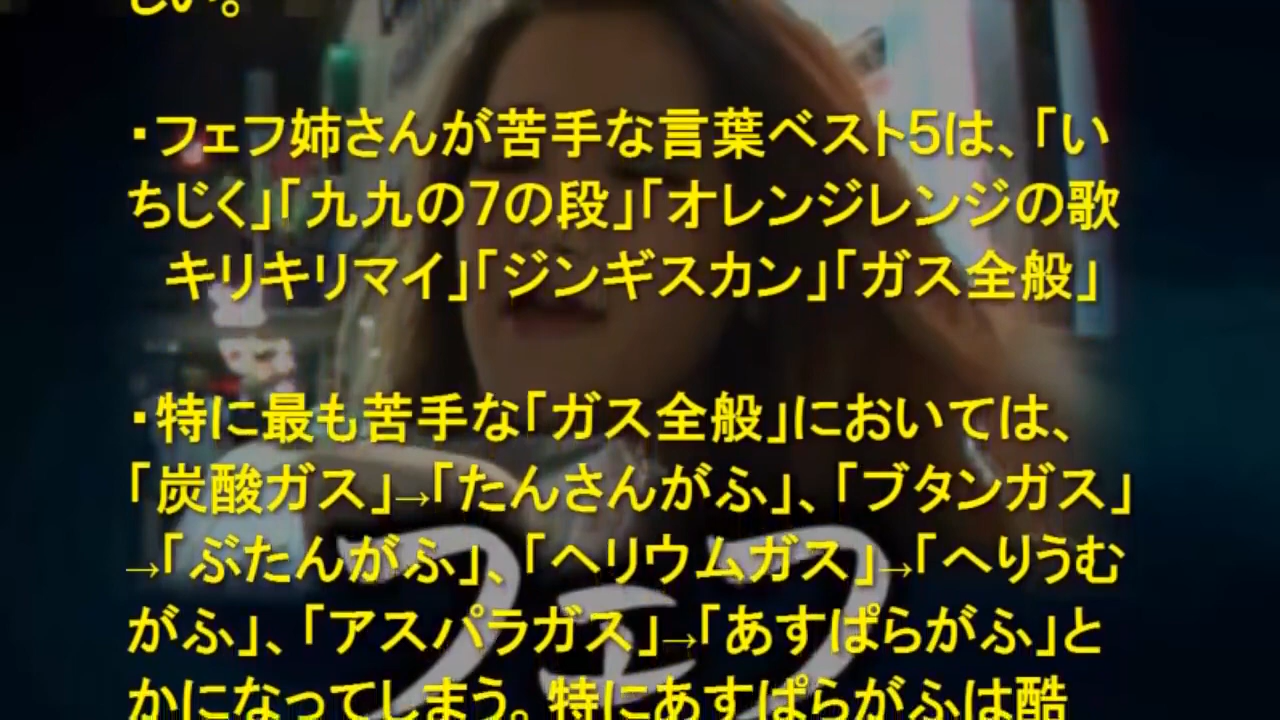 しい。
・フェフ姉さんが苦手な言葉ベスト5は、「い
ちじく」「九九の7の段」「オレンジレンジの歌
キリキリマイ」「ジンギスカン」「ガス全般」
・特に最も苦手な「ガス全般」においては、
「炭酸ガス」→「たんさんがふ」、「ブタンガス」
→「ぶたんがふ」、「ヘリウムガス」→「へりうむ
がふ」、「アスパラガス」→「あすぱらがふ」と
かになってしまう。特にあすぱらがふは酷
フェフ